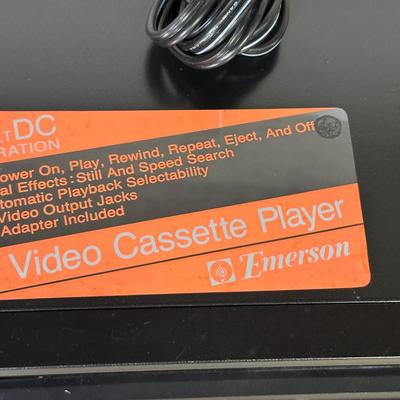 DC
RATION
ower On, Play, Rewind, Repeat, Eject, And Off
al Effects: Still And Speed Search
tomatic Playback Selectability
Video Output Jacks
Adapter Included
Video Cassette Player
Emerson